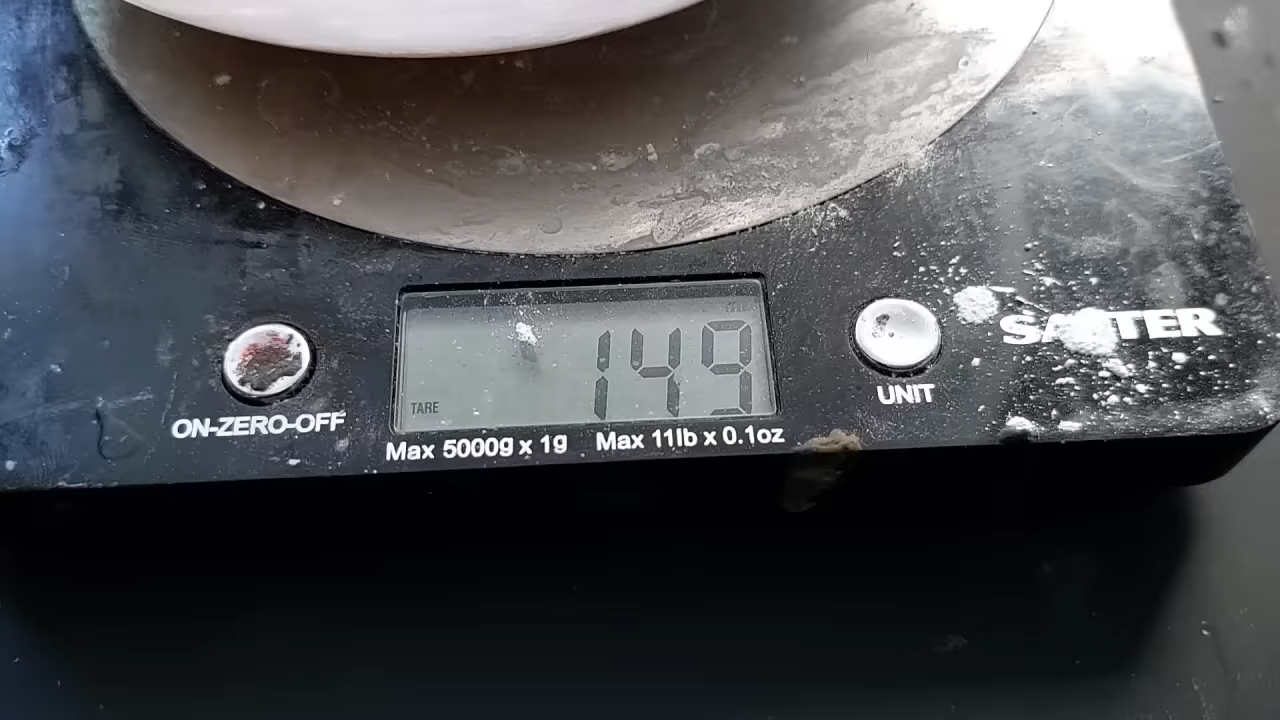 149
TARE
ON-ZERO-OFF
Max 5000g x 1g Max 11lb x 0.1oz
UNIT